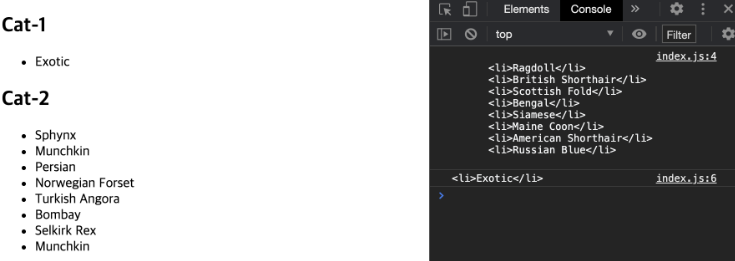 Cat-1
Exotic
Cat-2
Sphynx
Munchkin
Persian
Norwegian Forset
Turkish Angora
Bombay
Selkirk Rex
Munchkin
Elements Console »
top Filter
index.js:4
<li>Ragdoll</li>
<li>British Shorthair</li>
<li>Scottish Fold</li>
<li>Bengal</li>
<li>Siamese</li>
<li>Maine Coon</li>
<li>American Shorthair</li>
<li>Russian Blue</li>
<li>Exotic</li> index.js:6